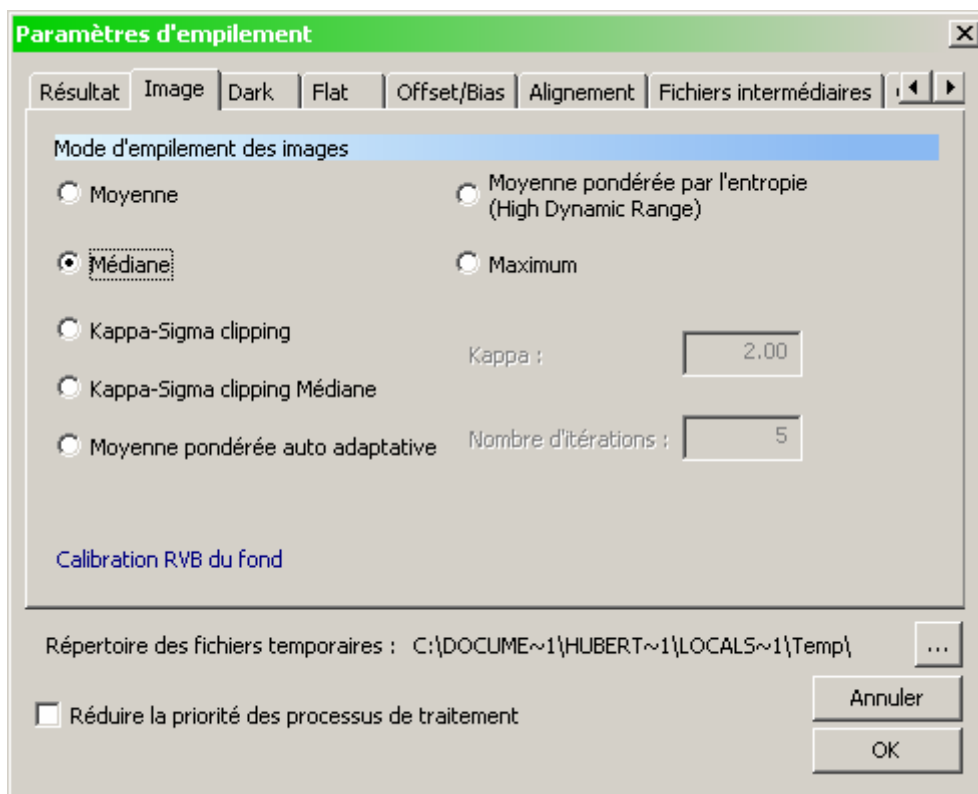 Paramètres d'empilement
Résultat Image Dark Flat Offset/Bias Alignement Fichiers intermédiaires
Mode d'empilement des images
Moyenne
Moyenne pondérée par l'entropie
(High Dynamic Range)
Médiane
Maximum
Kappa-Sigma clipping
Kappa : 2.00
Kappa-Sigma clipping Médiane
Moyenne pondérée auto adaptative
Nombre d'itérations : 5
Calibration RVB du fond
Répertoire des fichiers temporaires : C:\DOCUME~1\HUBERT~1\LOCALS~1\Temp\ ...
Réduire la priorité des processus de traitement
Annuler
OK